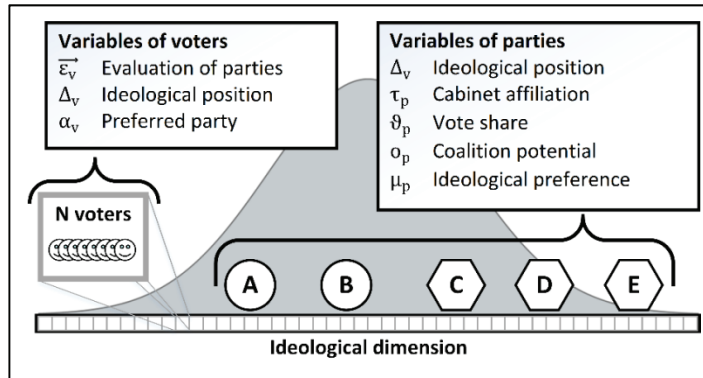 Variables of voters
εᵥ⃗ Evaluation of parties
Δᵥ Ideological position
αᵥ Preferred party
Variables of parties
Δᵥ Ideological position
τₚ Cabinet affiliation
ϑₚ Vote share
oₚ Coalition potential
μₚ Ideological preference
N voters
A B C D E
Ideological dimension